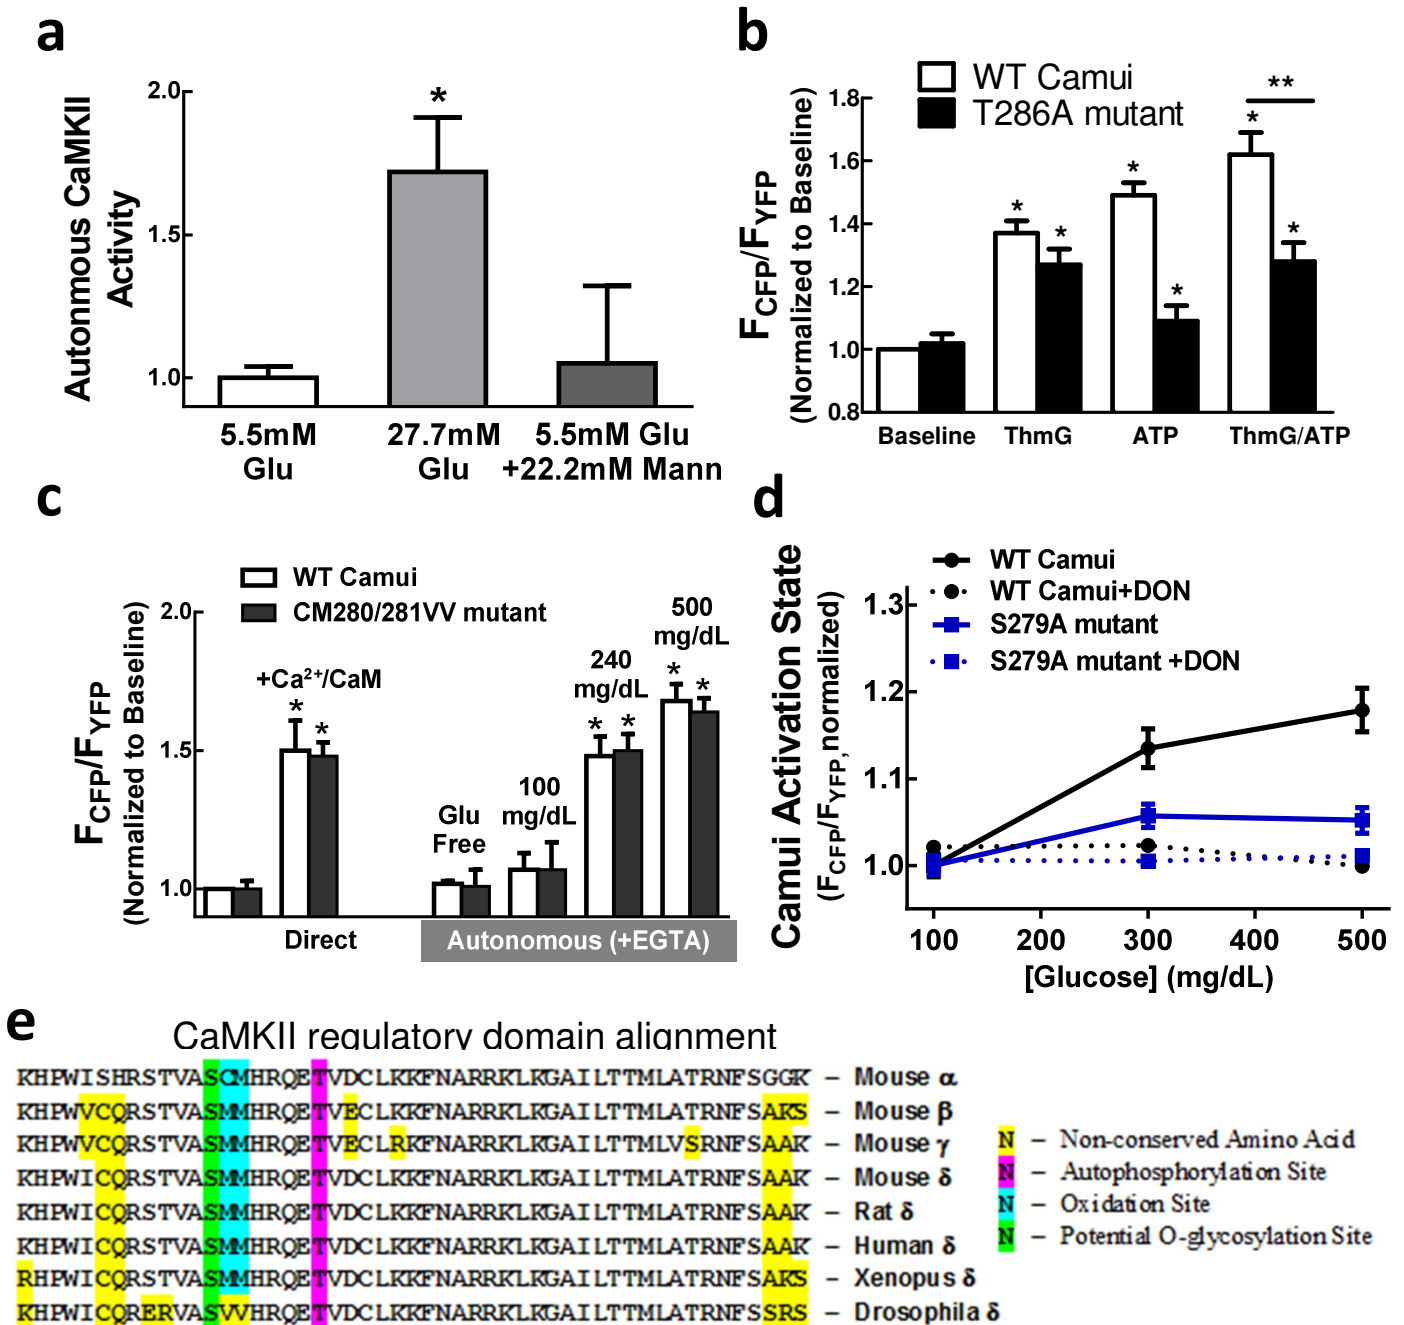 a
Autonmous CaMKII
Activity
2.0
1.5
1.0
*
5.5mM
Glu
27.7mM
Glu
5.5mM Glu
+22.2mM Mann
b
WT Camui
T286A mutant
FCFP/FYFP
(Normalized to Baseline)
1.8
1.6
1.4
1.2
1.0
0.8
* * * * * * **
Baseline
ThmG
ATP
ThmG/ATP
c
WT Camui
CM280/281VV mutant
FCFP/FYFP
(Normalized to Baseline)
2.0
1.5
1.0
+Ca²⁺/CaM
* *
Glu
Free
100
mg/dL
240
mg/dL
* *
500
mg/dL
* *
Direct
Autonomous (+EGTA)
d
WT Camui
WT Camui+DON
S279A mutant
S279A mutant +DON
Camui Activation State
(FCFP/FYFP, normalized)
1.3
1.2
1.1
1.0
100 200 300 400 500
[Glucose] (mg/dL)
e
CaMKII regulatory domain alignment
KHPWISHRSTVASCMHRQETVDCLKKFNARRKLKGAILTTMLATRNFSGGK – Mouse α
KHPWVCQRSTVASMMHRQETVECLKKFNARRKLKGAILTTMLATRNFSAKS – Mouse β
KHPWVCQRSTVASMMHRQETVECLRKFNARRKLKGAILTTMLVSRNFSAAK – Mouse γ
KHPWICQRSTVASMMHRQETVDCLKKFNARRKLKGAILTTMLATRNFSAAK – Mouse δ
KHPWICQRSTVASMMHRQETVDCLKKFNARRKLKGAILTTMLATRNFSAAK – Rat δ
KHPWICQRSTVASMMHRQETVDCLKKFNARRKLKGAILTTMLATRNFSAAK – Human δ
RHPWICQRSTVASMMHRQETVDCLKKFNARRKLKGAILTTMLATRNFSAKS – Xenopus δ
KHPWICQRERVASVVHRQETVDCLKKFNARRKLKGAILTTMLATRNFSSRS – Drosophila δ
N – Non-conserved Amino Acid
N – Autophosphorylation Site
N – Oxidation Site
N – Potential O-glycosylation Site